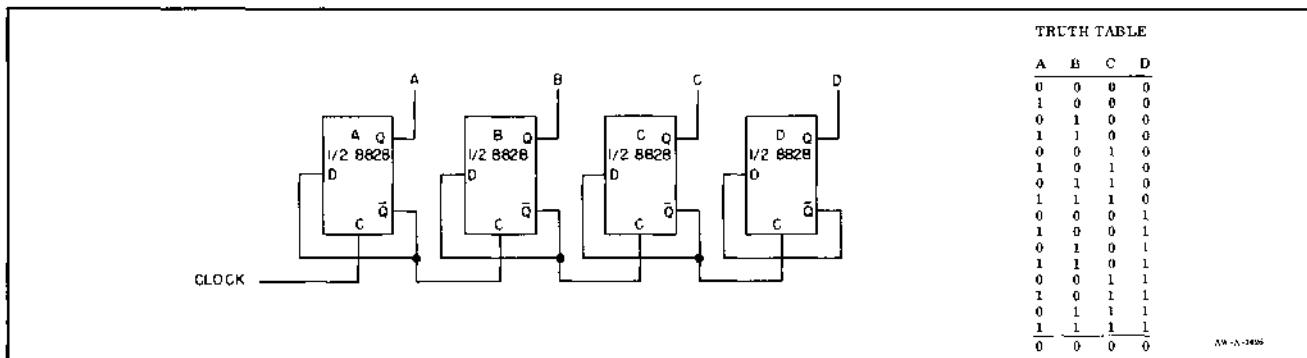 TRUTH TABLE
A B C D
0 0 0 0
1 0 0 0
0 1 0 0
1 1 0 0
0 0 1 0
1 0 1 0
0 1 1 0
1 1 1 0
0 0 0 1
1 0 0 1
0 1 0 1
1 1 0 1
0 0 1 1
1 0 1 1
0 1 1 1
1 1 1 1
0 0 0 0
A B C D
A Q B Q C Q D Q
1/2 8828 1/2 8828 1/2 8828 1/2 8828
D D D D
Q̅ Q̅ Q̅ Q̅
C C C C
CLOCK